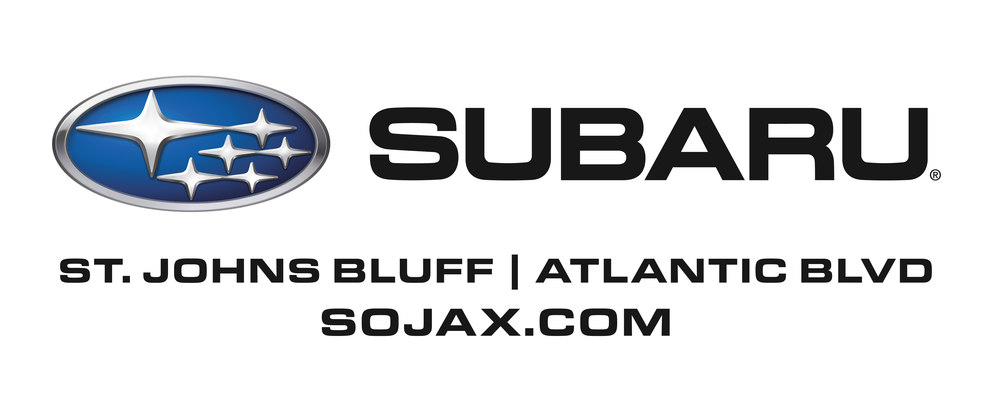 SUBARU®
ST. JOHNS BLUFF | ATLANTIC BLVD
SOJAX.COM